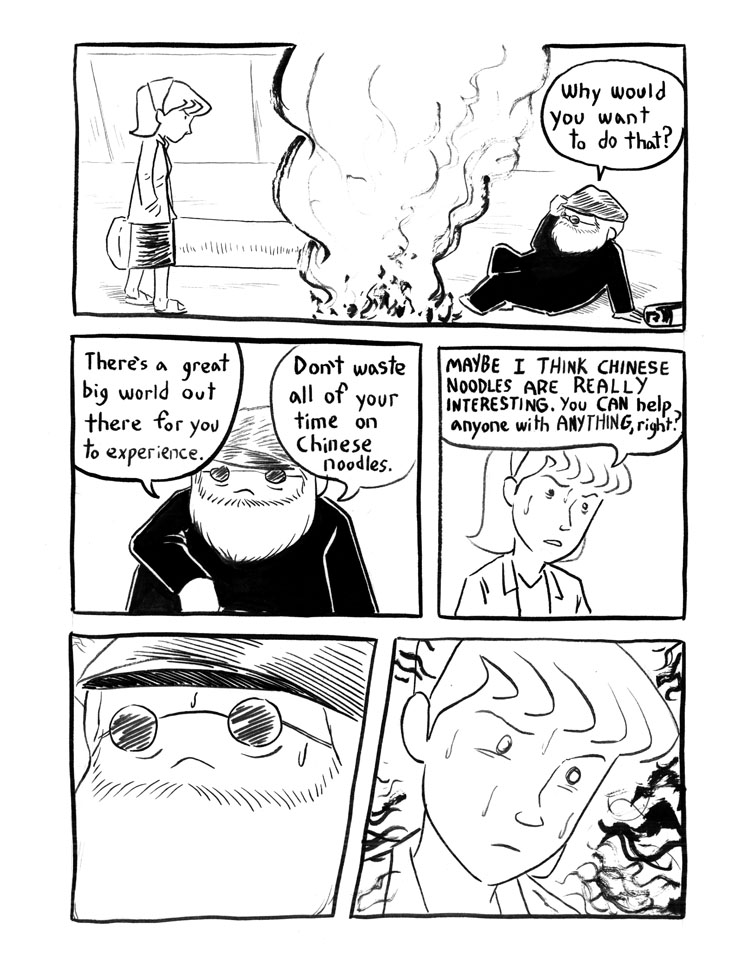 Why would
you want
to do that?
There's a great
big world out
there for you
to experience.
Don't waste
all of your
time on
Chinese
noodles.
MAYBE I THINK CHINESE
NOODLES ARE REALLY
INTERESTING. You CAN help
anyone with ANYTHING, right?